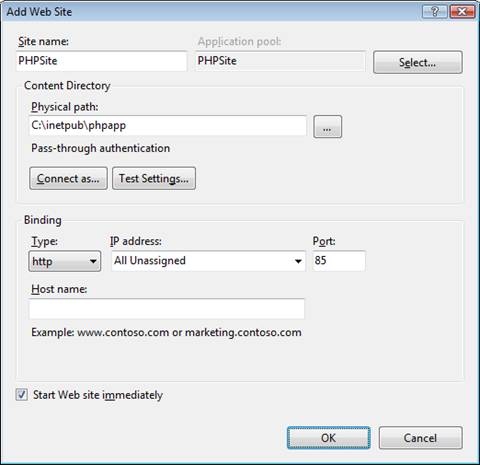 Add Web Site
Site name: Application pool:
PHPSite PHPSite Select...
Content Directory
Physical path:
C:\inetpub\phpapp ...
Pass-through authentication
Connect as... Test Settings...
Binding
Type: IP address: Port:
http All Unassigned 85
Host name:
Example: www.contoso.com or marketing.contoso.com
Start Web site immediately
OK Cancel